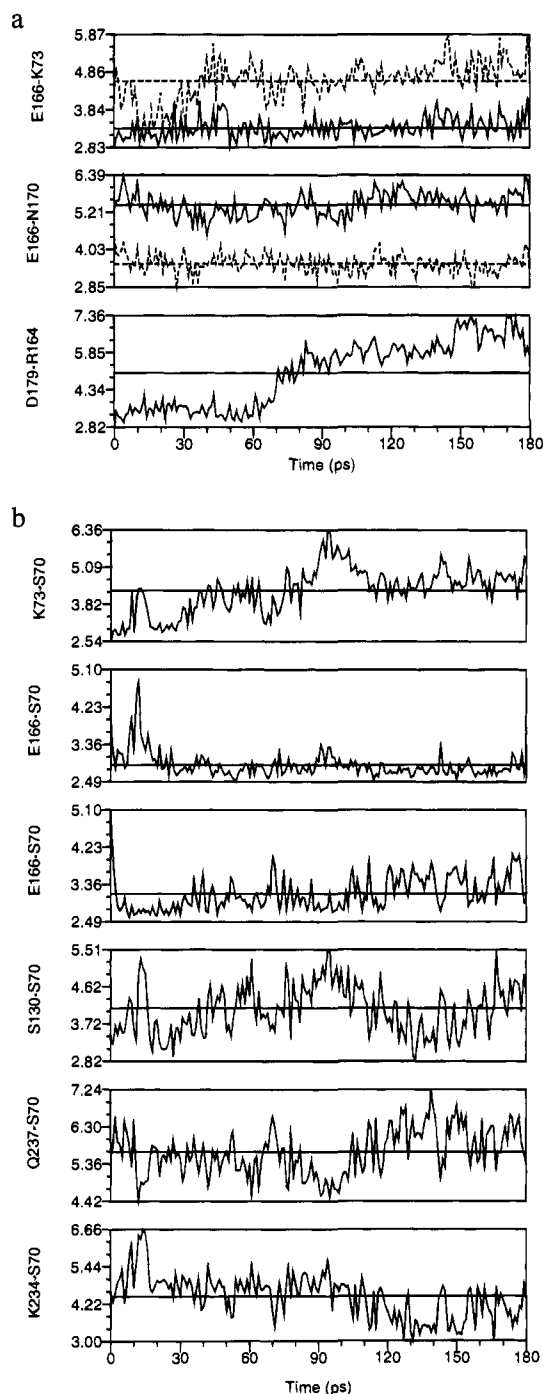 a
E166-K73
5.87
4.86
3.84
2.83
E166-N170
6.39
5.21
4.03
2.85
D179-R164
7.36
5.85
4.34
2.82
0 30 60 90 120 150 180
Time (ps)
b
K73-S70
6.36
5.09
3.82
2.54
E166-S70
5.10
4.23
3.36
2.49
E166-S70
5.10
4.23
3.36
2.49
S130-S70
5.51
4.62
3.72
2.82
Q237-S70
7.24
6.30
5.36
4.42
K234-S70
6.66
5.44
4.22
3.00
0 30 60 90 120 150 180
Time (ps)